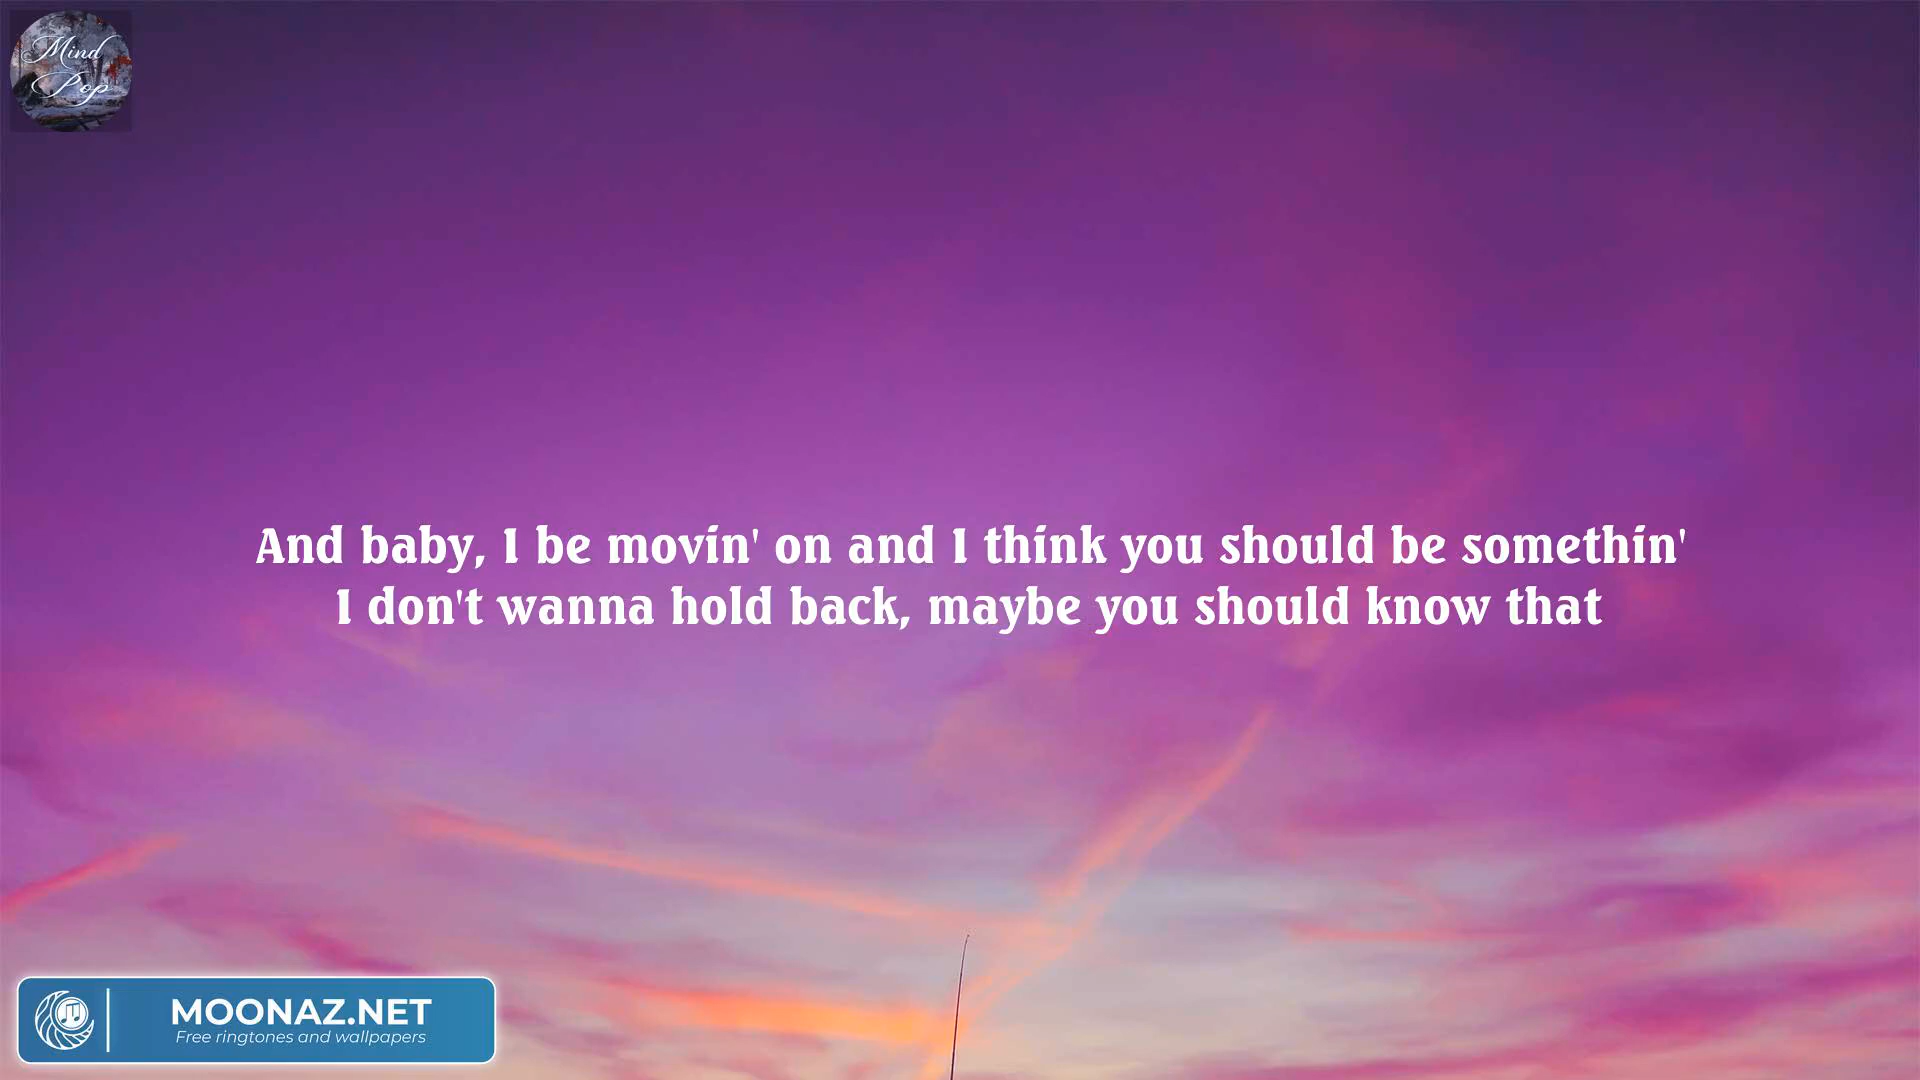 Mind
Pop
And baby, I be movin' on and I think you should be somethin'
I don't wanna hold back, maybe you should know that
MOONAZ.NET
Free ringtones and wallpapers